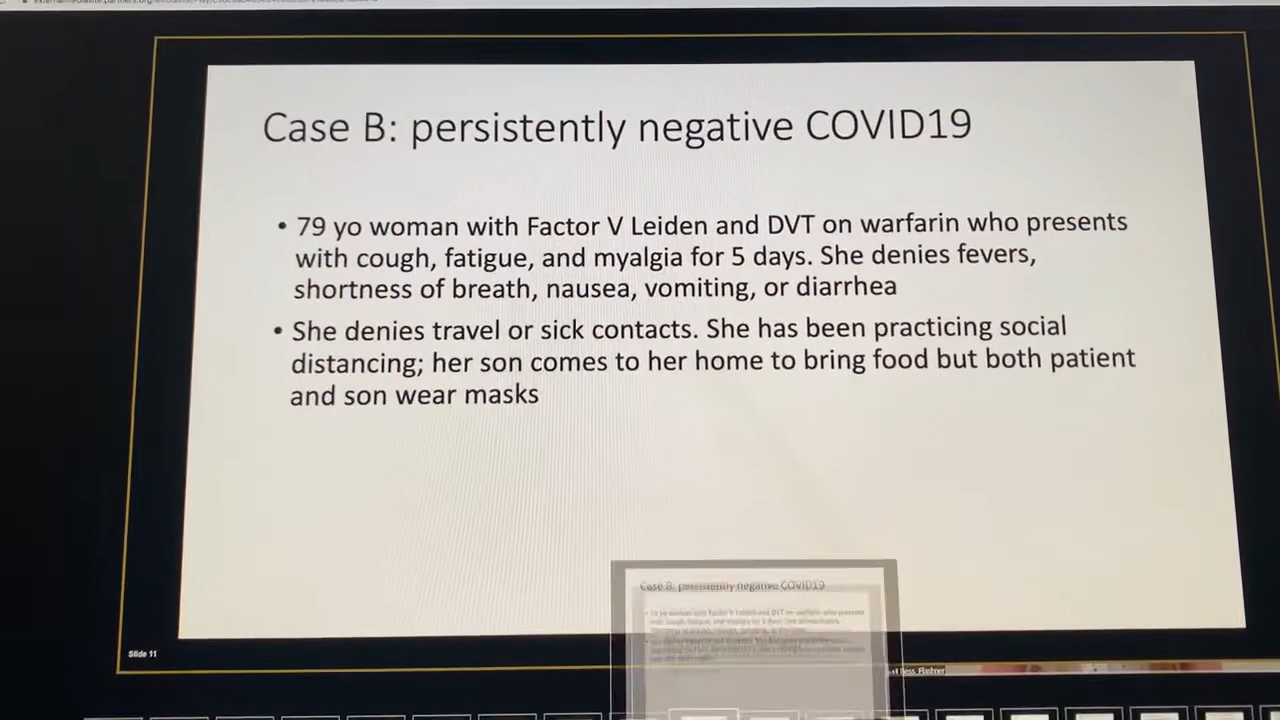 Case B: persistently negative COVID19
• 79 yo woman with Factor V Leiden and DVT on warfarin who presents
with cough, fatigue, and myalgia for 5 days. She denies fevers,
shortness of breath, nausea, vomiting, or diarrhea
• She denies travel or sick contacts. She has been practicing social
distancing; her son comes to her home to bring food but both patient
and son wear masks
Case B: persistently negative COVID19
Slide 11